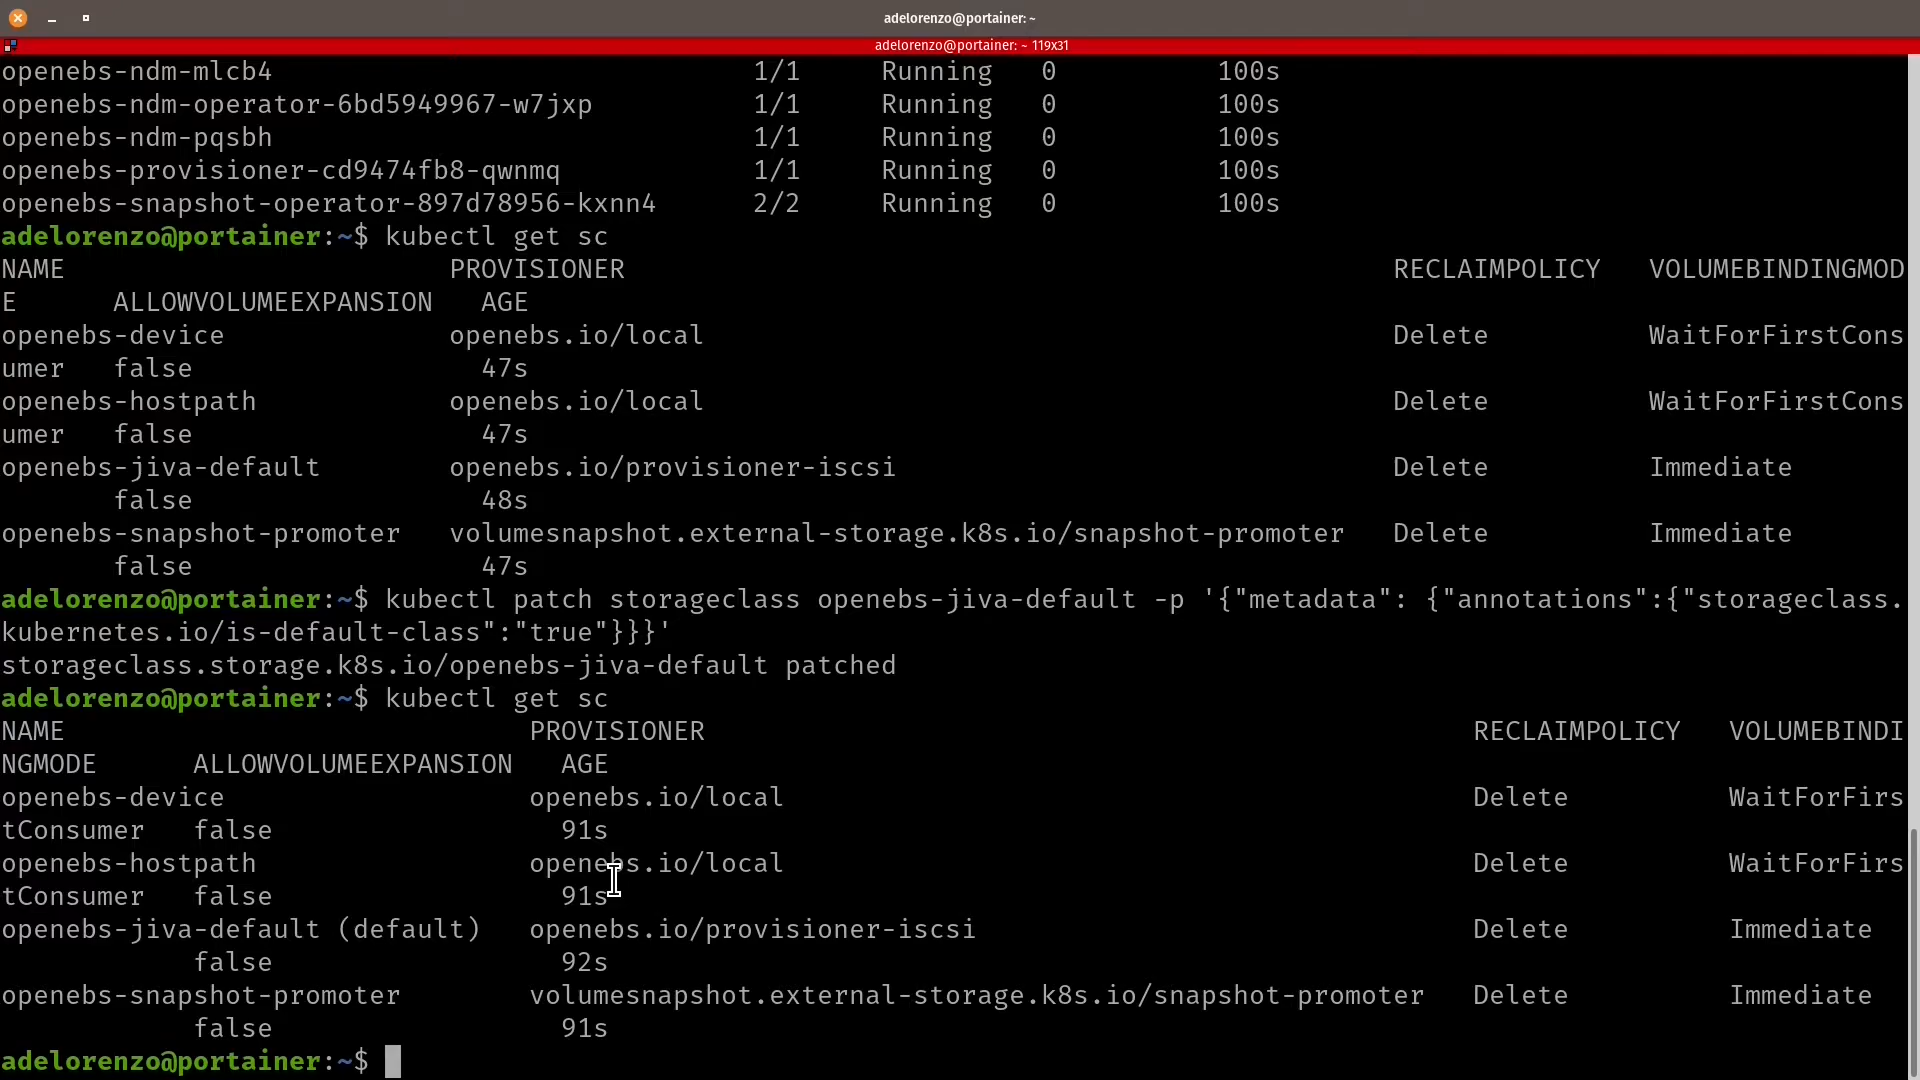 adelorenzo@portainer: ~
adelorenzo@portainer: ~ 119x31
openebs-ndm-mlcb4                              1/1     Running   0          100s
openebs-ndm-operator-6bd5949967-w7jxp          1/1     Running   0          100s
openebs-ndm-pqsbh                              1/1     Running   0          100s
openebs-provisioner-cd9474fb8-qwnmq            1/1     Running   0          100s
openebs-snapshot-operator-897d78956-kxnn4      2/2     Running   0          100s
adelorenzo@portainer:~$ kubectl get sc
NAME                        PROVISIONER                                                RECLAIMPOLICY   VOLUMEBINDINGMOD
E      ALLOWVOLUMEEXPANSION   AGE
openebs-device              openebs.io/local                                           Delete          WaitForFirstCons
umer   false                  47s
openebs-hostpath            openebs.io/local                                           Delete          WaitForFirstCons
umer   false                  47s
openebs-jiva-default        openebs.io/provisioner-iscsi                               Delete          Immediate
       false                  48s
openebs-snapshot-promoter   volumesnapshot.external-storage.k8s.io/snapshot-promoter   Delete          Immediate
       false                  47s
adelorenzo@portainer:~$ kubectl patch storageclass openebs-jiva-default -p '{"metadata": {"annotations":{"storageclass.
kubernetes.io/is-default-class":"true"}}}'
storageclass.storage.k8s.io/openebs-jiva-default patched
adelorenzo@portainer:~$ kubectl get sc
NAME                             PROVISIONER                                                RECLAIMPOLICY   VOLUMEBINDI
NGMODE      ALLOWVOLUMEEXPANSION   AGE
openebs-device                   openebs.io/local                                           Delete          WaitForFirs
tConsumer   false                  91s
openebs-hostpath                 openebs.io/local                                           Delete          WaitForFirs
tConsumer   false                  91s
openebs-jiva-default (default)   openebs.io/provisioner-iscsi                               Delete          Immediate
            false                  92s
openebs-snapshot-promoter        volumesnapshot.external-storage.k8s.io/snapshot-promoter   Delete          Immediate
            false                  91s
adelorenzo@portainer:~$